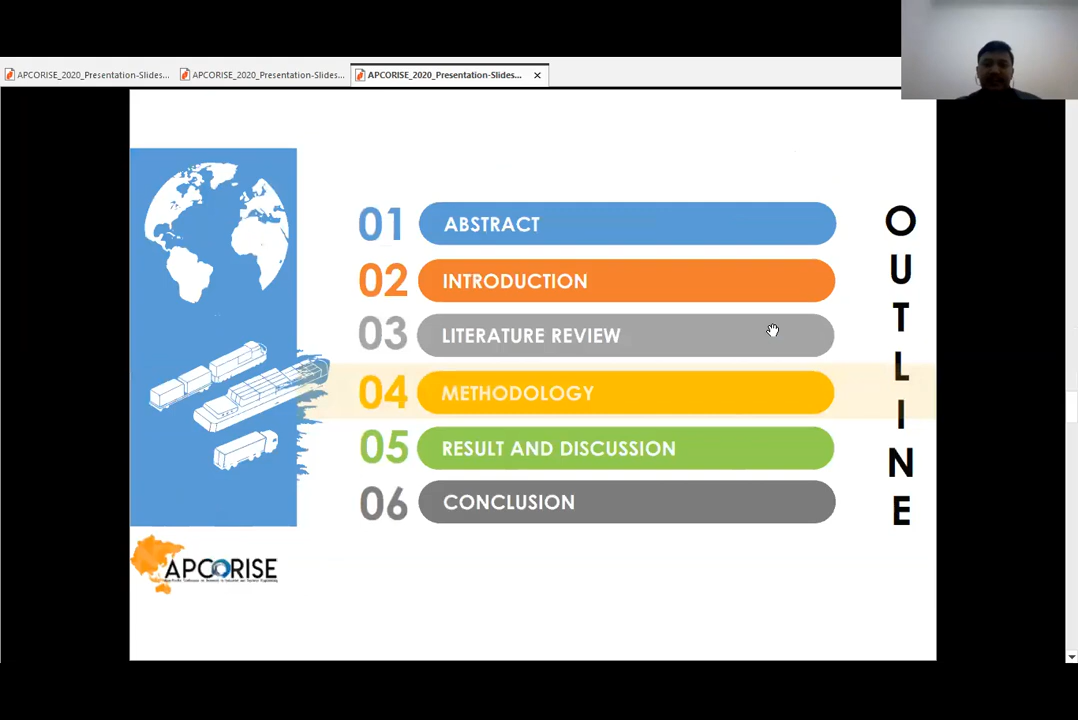 APCORISE_2020_Presentation-Slides...
APCORISE_2020_Presentation-Slides...
APCORISE_2020_Presentation-Slides...
01 ABSTRACT
02 INTRODUCTION
03 LITERATURE REVIEW
04 METHODOLOGY
05 RESULT AND DISCUSSION
06 CONCLUSION
OUTLINE
APCORISE